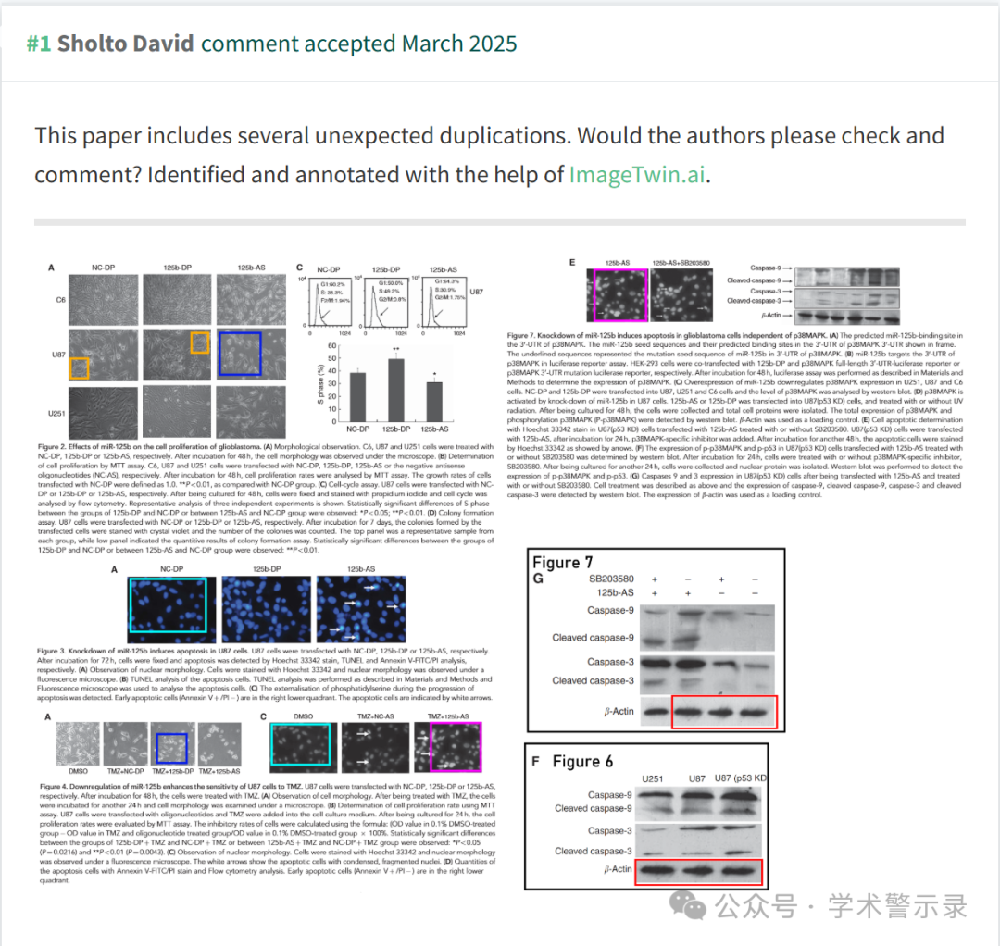 #1 Sholto David comment accepted March 2025
This paper includes several unexpected duplications. Would the authors please check and
comment? Identified and annotated with the help of ImageTwin.ai.
A NC-DP 125b-DP 125b-AS
C6
U87
U251
C NC-DP 125b-DP 125b-AS
U87
S phase (%)
60
50
40
30
20
10
0
**
*
NC-DP 125b-DP 125b-AS
Figure 2. Effects of miR-125b on the cell proliferation of glioblastoma. (A) Morphological observation. C6, U87 and U251 cells were treated with
NC-DP, 125b-DP or 125b-AS, respectively. After incubation for 48 h, the cell morphology was observed under the microscope. (B) Determination
of cell proliferation by MTT assay. C6, U87 and U251 cells were transfected with NC-DP, 125b-DP, 125b-AS or the negative antisense
oligonucleotides (NC-AS), respectively. After incubation for 48 h, cell proliferation rates were analysed by MTT assay. The growth rates of cells
transfected with NC-DP were defined as 1.0. **P<0.01, as compared with NC-DP group. (C) Cell-cycle assay. U87 cells were transfected with NC-
DP or 125b-DP or 125b-AS, respectively. After being cultured for 48 h, cells were fixed and stained with propidium iodide and cell cycle was
analysed by flow cytometry. Representative analysis of three independent experiments is shown. Statistically significant differences of S phase
between the groups of 125b-DP and NC-DP or between 125b-AS and NC-DP group were observed: *P<0.05; **P<0.01. (D) Colony formation
assay. U87 cells were transfected with NC-DP or 125b-DP or 125b-AS, respectively. After incubation for 7 days, the colonies formed by the
transfected cells were stained with crystal violet and the number of the colonies was counted. The top panel was a representative sample from
each group, while low panel indicated the quantitive results of colony formation assay. Statistically significant differences between the groups of
125b-DP and NC-DP or between 125b-AS and NC-DP group were observed: **P<0.01.
A NC-DP 125b-DP 125b-AS
Figure 3. Knockdown of miR-125b induces apoptosis in U87 cells. U87 cells were transfected with NC-DP, 125b-DP or 125b-AS, respectively.
After incubation for 72 h, cells were fixed and apoptosis was detected by Hoechst 33342 stain, TUNEL and Annexin V-FITC/PI analysis,
respectively. (A) Observation of nuclear morphology. Cells were stained with Hoechst 33342 and nuclear morphology was observed under a
fluorescence microscope. (B) TUNEL analysis of the apoptosis cells. TUNEL analysis was performed as described in Materials and Methods and
Fluorescence microscope was used to analyse the apoptosis cells. (C) The externalisation of phosphatidylserine during the progression of
apoptosis was detected. Early apoptotic cells (Annexin V+/PI−) are in the right lower quadrant. The apoptotic cells are indicated by white arrows.
A
DMSO TMZ+NC-DP TMZ+125b-DP TMZ+125b-AS
C DMSO TMZ+NC-AS TMZ+125b-AS
Figure 4. Downregulation of miR-125b enhances the sensitivity of U87 cells to TMZ. U87 cells were transfected with NC-DP, 125b-DP or 125b-AS,
respectively. After incubation for 48 h, the cells were treated with TMZ. (A) Observation of cell morphology. After being treated with TMZ, the cells
were incubated for another 24 h and cell morphology was examined under a microscope. (B) Determination of cell proliferation rate using MTT
assay. U87 cells were transfected with oligonucleotides and TMZ were added into the cell culture medium. After being cultured for 24 h, the cell
proliferation rates were evaluated by MTT assay. The inhibitory rates of cells were calculated using the formula: (OD value in 0.1% DMSO-treated
group − OD value in TMZ and oligonucleotide treated group/OD value in 0.1% DMSO-treated group × 100%. Statistically significant differences
between the groups of 125b-DP+TMZ and NC-DP+TMZ or between 125b-AS+TMZ and NC-DP+TMZ group were observed: *P<0.05
(P=0.0216) and **P<0.01 (P=0.0043). (C) Observation of nuclear morphology. Cells were stained with Hoechst 33342 and nuclear morphology
was observed under a fluorescence microscope. The white arrows show the apoptotic cells with condensed, fragmented nuclei. (D) Quantities of
the apoptosis cells with Annexin V-FITC/PI stain and Flow cytometry analysis. Early apoptotic cells (Annexin V+/PI−) are in the right lower
quadrant.
E 125b-AS 125b-AS+SB203580
Caspase-9
Cleaved caspase-9
Caspase-3
Cleaved-caspase-3
β-Actin
Figure 7. Knockdown of miR-125b induces apoptosis in glioblastoma cells independent of p38MAPK. (A) The predicted miR-125b-binding site in
the 3′-UTR of p38MAPK. The miR-125b seed sequences and their predicted binding sites in the 3′-UTR of p38MAPK 3′-UTR shown in frame.
The underlined sequences represented the mutation seed sequence of miR-125b in 3′-UTR of p38MAPK. (B) miR-125b targets the 3′-UTR of
p38MAPK in luciferase reporter assay. HEK-293 cells were co-transfected with 125b-DP and p38MAPK full-length 3′-UTR-luciferase reporter or
p38MAPK 3′-UTR mutation luciferase reporter, respectively. After incubation for 48 h, luciferase assay was performed as described in Materials and
Methods to determine the expression of p38MAPK. (C) Overexpression of miR-125b downregulates p38MAPK expression in U251, U87 and C6
cells. NC-DP and 125b-DP were transfected into U87, U251 and C6 cells and the level of p38MAPK was analysed by western blot. (D) p38MAPK is
activated by knock-down of miR-125b in U87 cells. 125b-AS or 125b-DP was transfected into U87(p53 KD) cells, and treated with or without UV
radiation. After being cultured for 48 h, the cells were collected and total cell proteins were isolated. The total expression of p38MAPK and
phosphorylation p38MAPK (P-p38MAPK) were detected by western blot. β-Actin was used as a loading control. (E) Cell apoptotic determination
with Hoechst 33342 stain in U87(p53 KD) cells transfected with 125b-AS treated with or without SB203580. U87(p53 KD) cells were transfected
with 125b-AS, after incubation for 24 h, p38MAPK-specific inhibitor was added. After incubation for another 48 h, the apoptotic cells were stained
by Hoechst 33342 as showed by arrows. (F) The expression of p-p38MAPK and p-p53 in U87(p53 KD) cells transfected with 125b-AS treated with
or without SB203580 was determined by western blot. After incubation for 24 h, cells were treated with or without p38MAPK-specific inhibitor,
SB203580. After being cultured for another 24 h, cells were collected and nuclear protein was isolated. Western blot was performed to detect the
expression of p-p38MAPK and p-p53. (G) Caspases 9 and 3 expression in U87(p53 KD) cells after being transfected with 125b-AS and treated
with or without SB203580. Cell treatment was described as above and the expression of caspase-9, cleaved caspase-9, caspase-3 and cleaved
caspase-3 were detected by western blot. The expression of β-actin was used as a loading control.
Figure 7
G SB203580 + − + −
125b-AS + + − −
Caspase-9
Cleaved caspase-9
Caspase-3
Cleaved caspase-3
β-Actin
F Figure 6
U251 U87 U87 (p53 KD
Caspase-9
Cleaved caspase-9
Caspase-3
Cleaved caspase-3
β-Actin
公众号 · 学术警示录